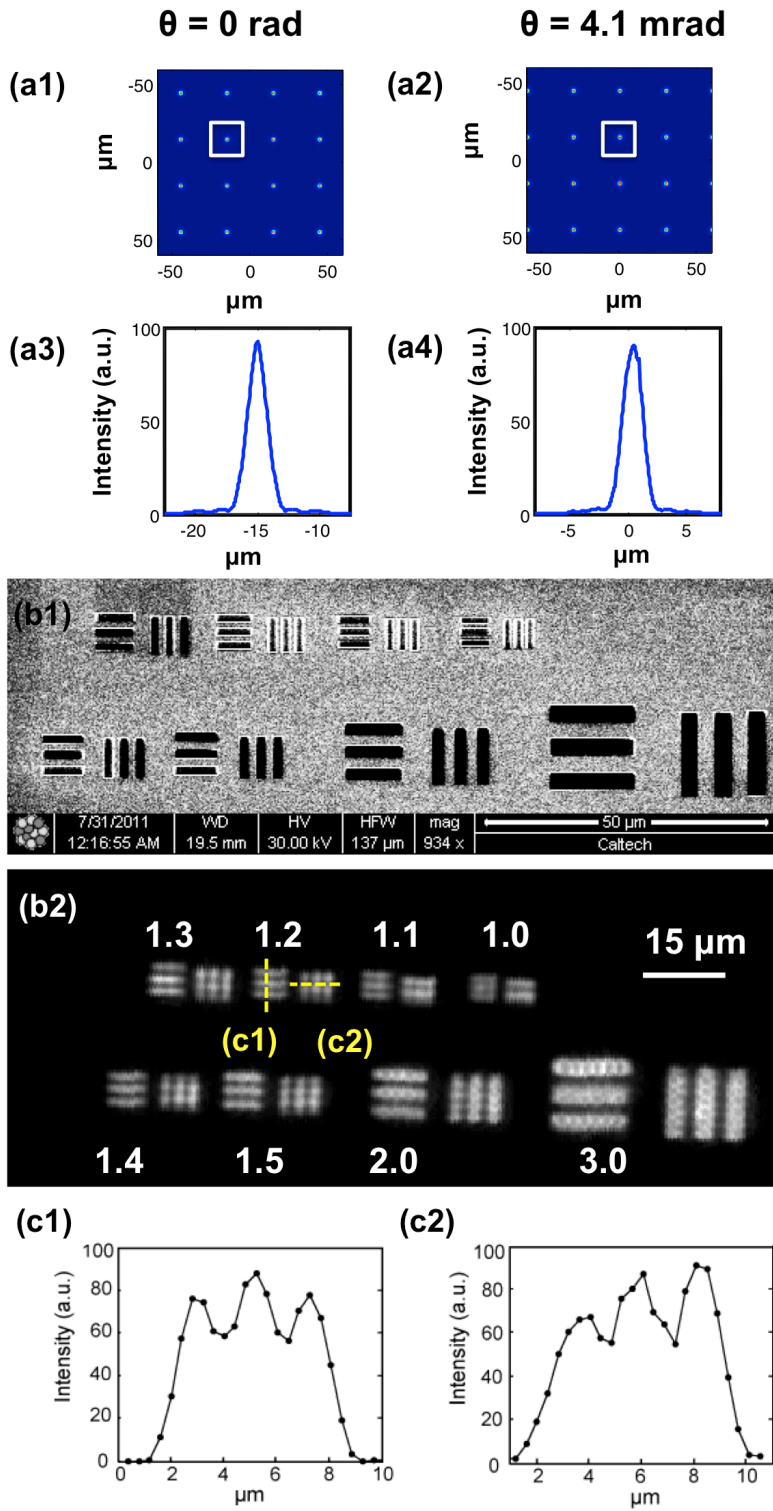 θ = 0 rad θ = 4.1 mrad
(a1) (a2)
-50 -50
µm µm
0 0
50 50
-50 0 50 -50 0 50
µm µm
(a3) (a4)
Intensity (a.u.) Intensity (a.u.)
100 100
50 50
0 0
-20 -15 -10 -5 0 5
µm µm
(b1)
7/31/2011 WD HV HFW mag 50 µm
12:16:55 AM 19.5 mm 30.00 kV 137 µm 934 x Caltech
(b2)
1.3 1.2 1.1 1.0 15 µm
(c1) (c2)
1.4 1.5 2.0 3.0
(c1) (c2)
Intensity (a.u.) Intensity (a.u.)
100 100
80 80
60 60
40 40
20 20
0 0
0 2 4 6 8 10 2 4 6 8 10
µm µm